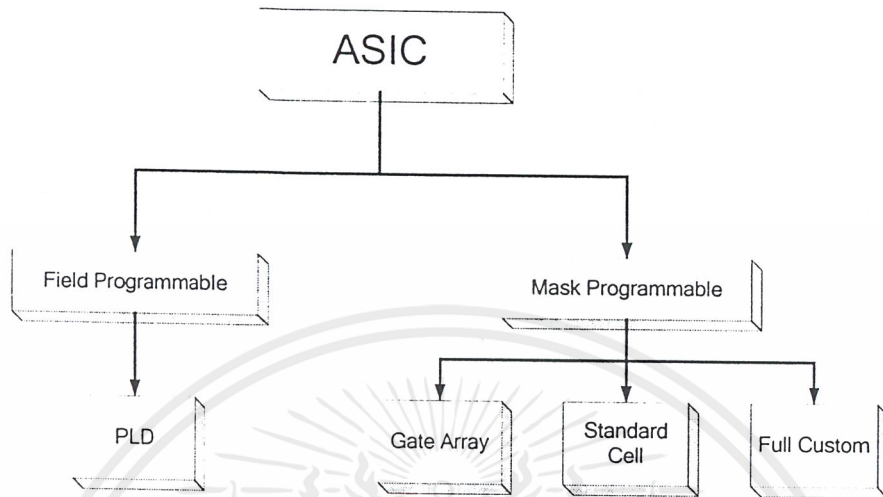 ASIC
Field Programmable
Mask Programmable
PLD
Gate Array
Standard
Cell
Full Custom